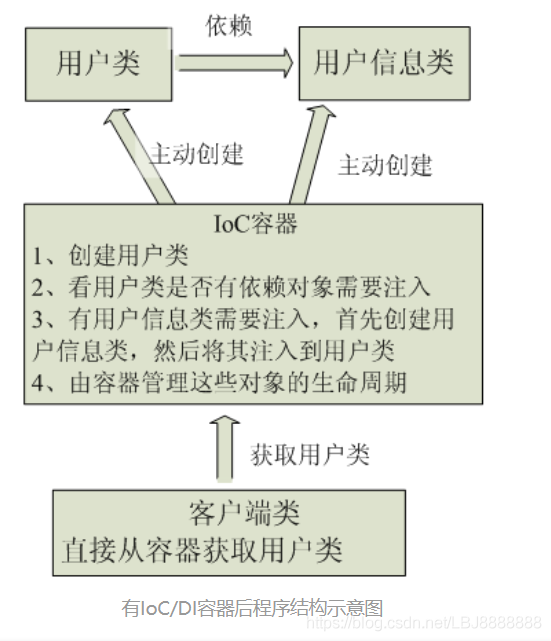 依赖
用户类
用户信息类
主动创建
主动创建
IoC容器
1、创建用户类
2、看用户类是否有依赖对象需要注入
3、有用户信息类需要注入，首先创建用
户信息类，然后将其注入到用户类
4、由容器管理这些对象的生命周期
获取用户类
客户端类
直接从容器获取用户类
有IoC/DI容器后程序结构示意图
https://blog.csdn.net/LBJ8888888